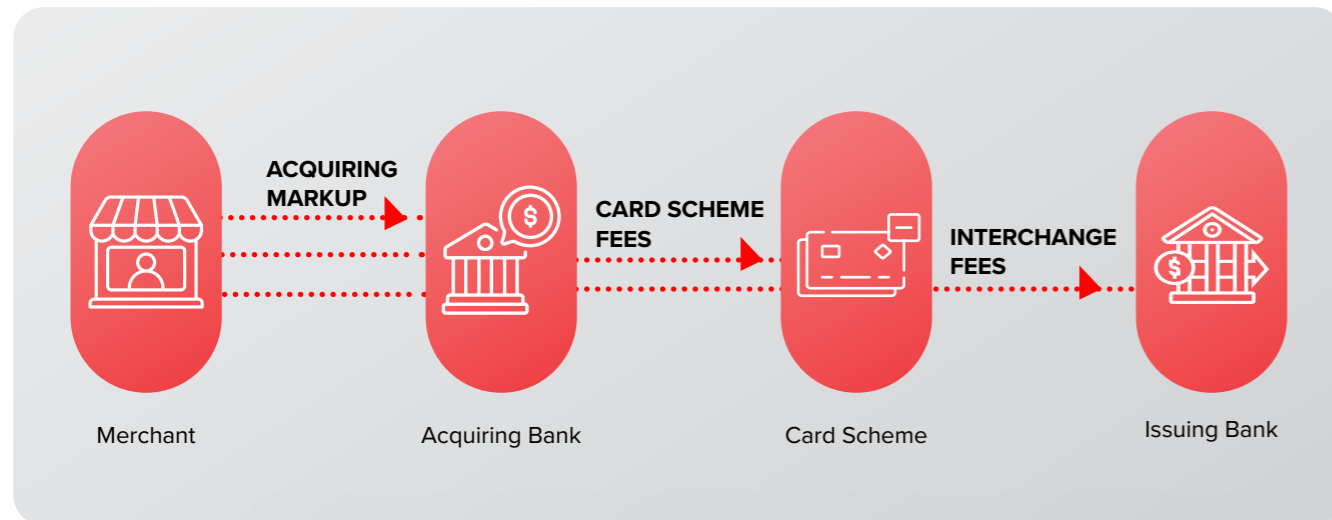 ACQUIRING
MARKUP
$
CARD SCHEME
FEES
INTERCHANGE
FEES
$
Merchant
Acquiring Bank
Card Scheme
Issuing Bank